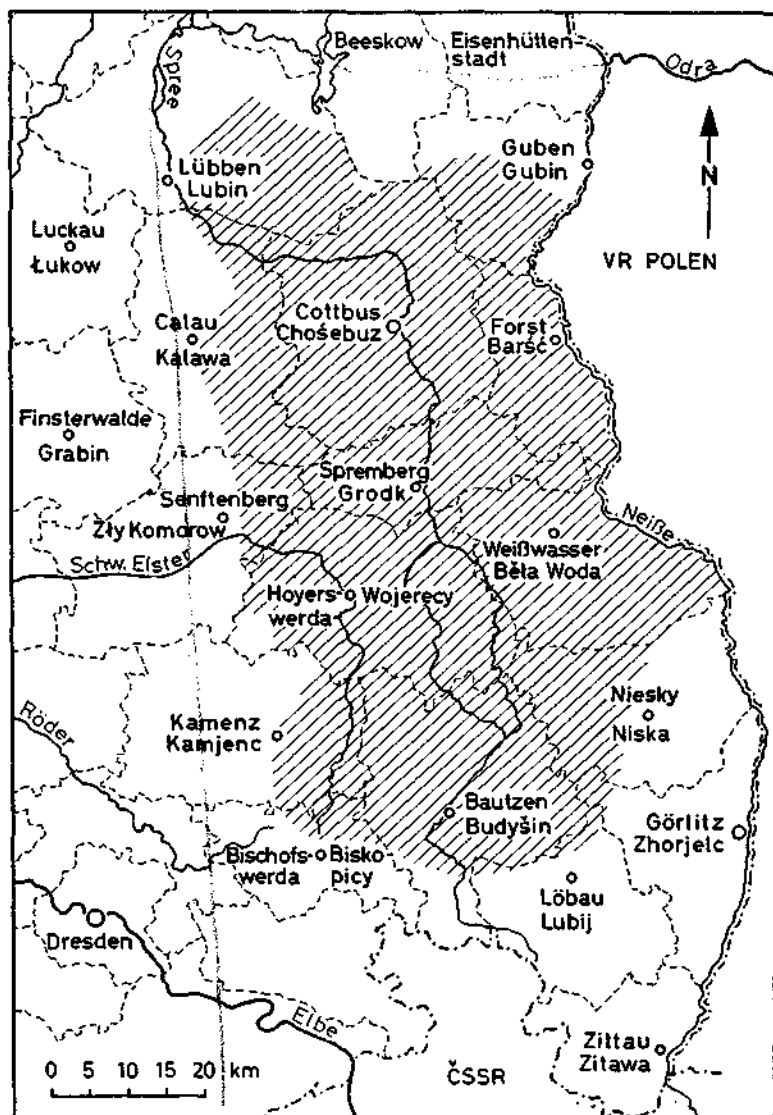 Spree
Beeskow
Eisenhütten-
stadt
Odra
Guben
Gubin
N
Lübben
Lubin
Luckau
Łukow
VR POLEN
Cottbus
Chośebuz
Calau
Kalawa
Forst
Baršć
Finsterwalde
Grabin
Spremberg
Grodk
Senftenberg
Zły Komorow
Neiße
Weißwasser
Běła Woda
Schw. Elster
Hoyers-
werda
Wojerecy
Niesky
Niska
Röder
Kamenz
Kamjenc
Bautzen
Budyšin
Görlitz
Zhorjelc
Bischofs-
werda
Bisko
picy
Löbau
Lubij
Dresden
Elbe
Zittau
Zitawa
ČSSR
0 5 10 20 km